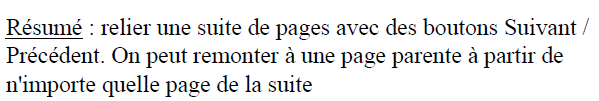 Résumé : relier une suite de pages avec des boutons Suivant /
Précédent. On peut remonter à une page parente à partir de
n'importe quelle page de la suite